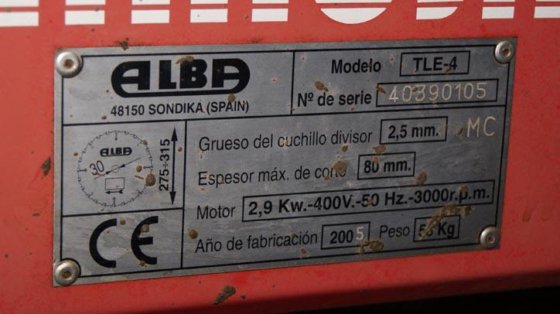 ALBA
48150 SONDIKA (SPAIN)
Modelo TLE-4
Nº de serie 40390105
ALBA
30
275÷315
Grueso del cuchillo divisor 2,5 mm. MC
Espesor máx. de corte 80 mm.
Motor 2,9 Kw.-400V.-50 Hz.-3000r.p.m.
CE
Año de fabricación 2005 Peso Kg